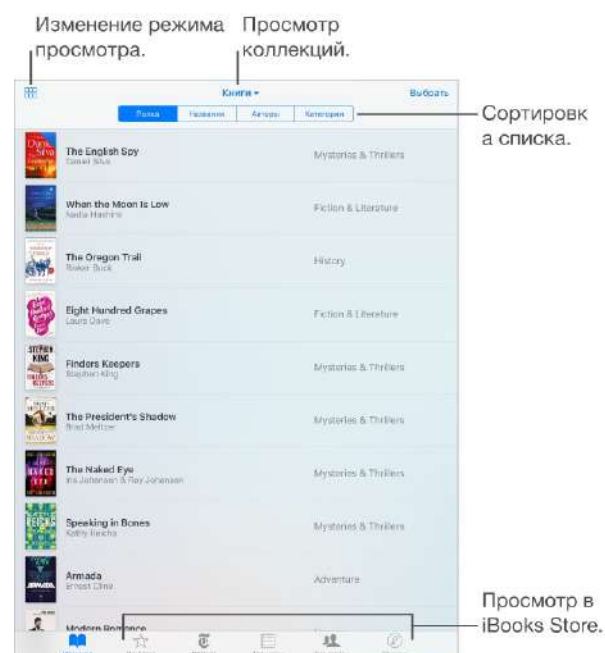 Изменение режима
просмотра.
Просмотр
коллекций.
Книги
Выбрать
Полка Названия Авторы Категории
Сортировк
а списка.
The English Spy
Daniel Silva
Mysteries & Thrillers
When the Moon Is Low
Nadia Hashimi
Fiction & Literature
The Oregon Trail
Rinker Buck
History
Eight Hundred Grapes
Laura Dave
Fiction & Literature
STEPHEN
KING
Finders Keepers
Stephen King
Mysteries & Thrillers
The President's Shadow
Brad Meltzer
Mysteries & Thrillers
The Naked Eye
Iris Johansen & Roy Johansen
Mysteries & Thrillers
REICHS
Speaking in Bones
Kathy Reichs
Mysteries & Thrillers
ARMADA
Armada
Ernest Cline
Adventure
Modern Romance
Просмотр в
iBooks Store.